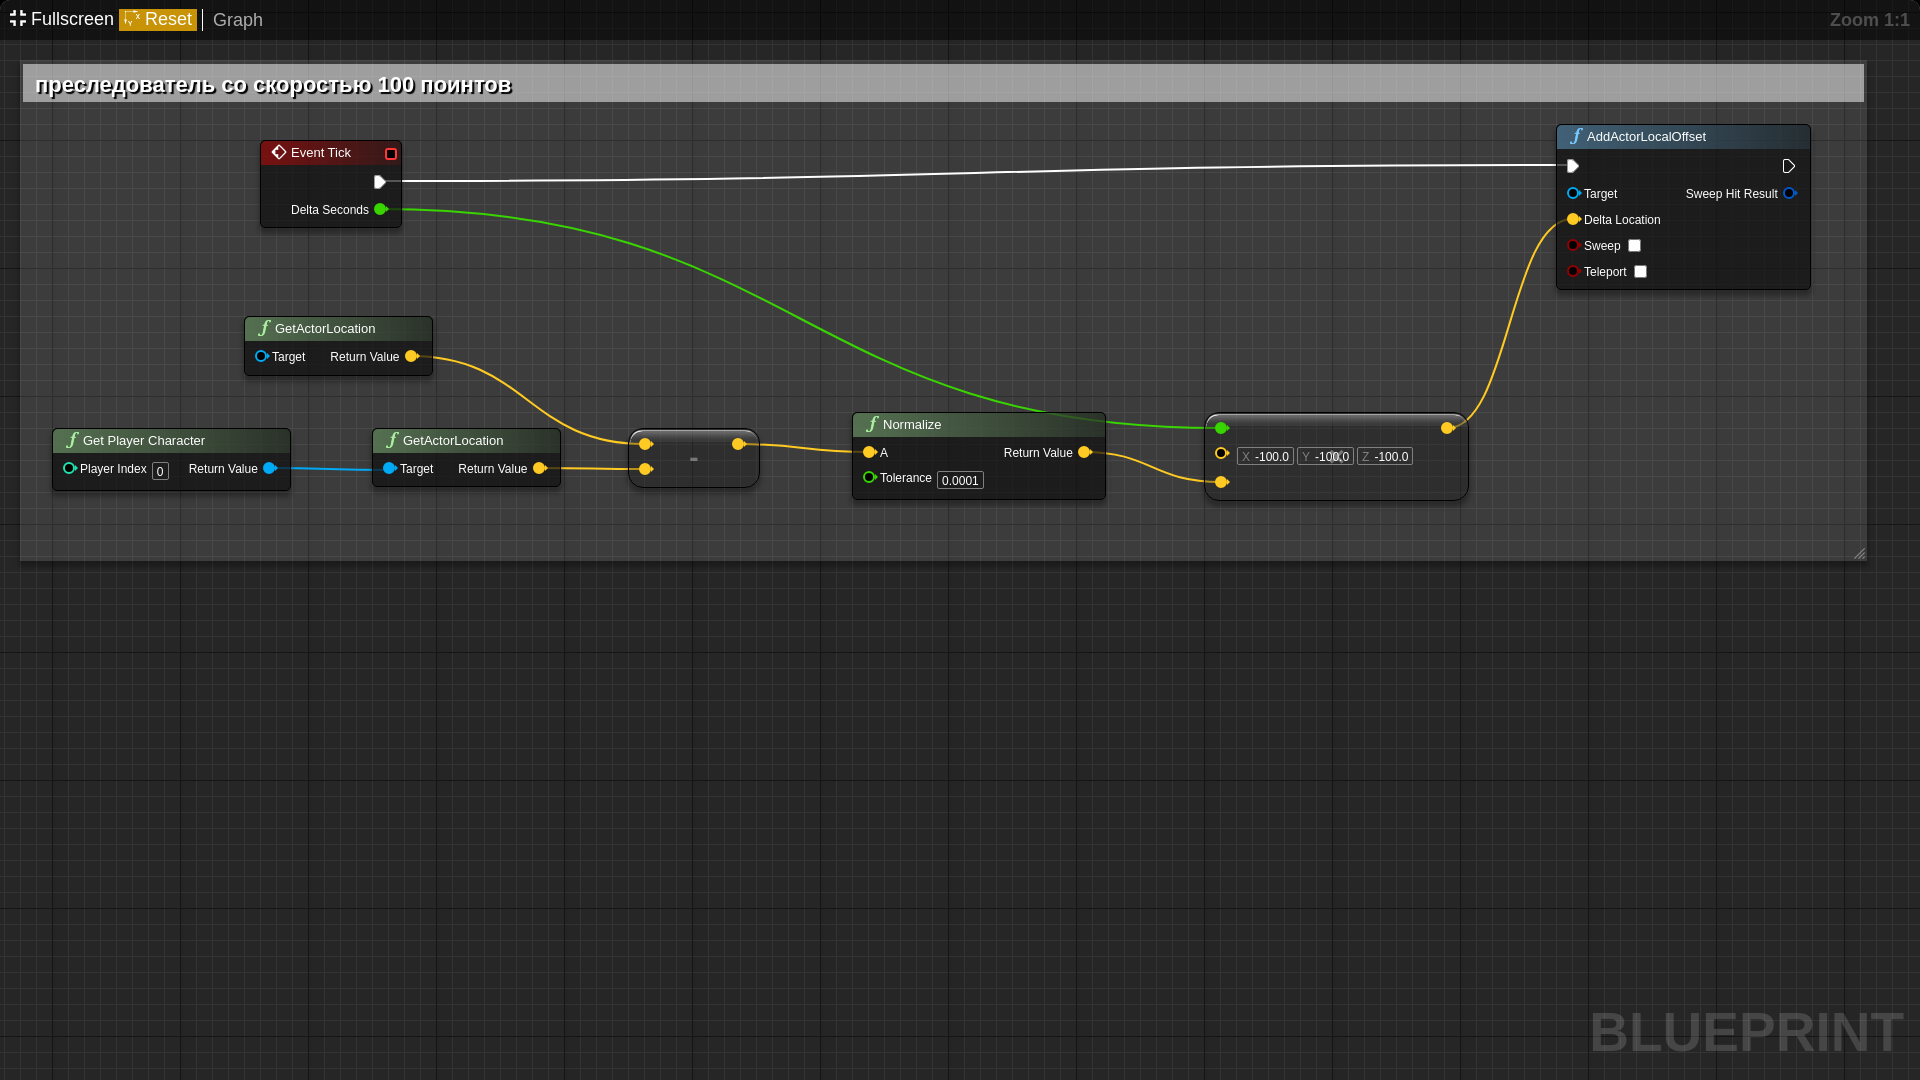 Fullscreen Reset Graph Zoom 1:1
преследователь со скоростью 100 поинтов
Event Tick
Delta Seconds
AddActorLocalOffset
Target Sweep Hit Result
Delta Location
Sweep
Teleport
GetActorLocation
Target Return Value
Get Player Character
Player Index 0 Return Value
GetActorLocation
Target Return Value
-
Normalize
A Return Value
Tolerance 0.0001
X -100.0 Y -100.0 Z -100.0
BLUEPRINT